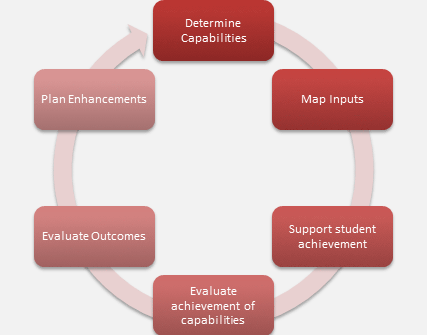 Determine
Capabilities
Map Inputs
Support student
achievement
Evaluate
achievement of
capabilities
Evaluate Outcomes
Plan Enhancements